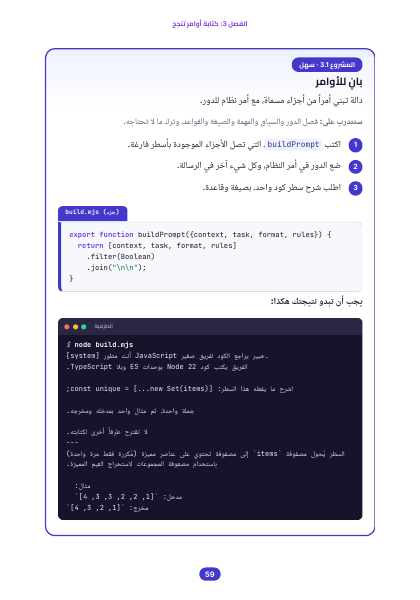 الفصل 3: كتابة أوامر تنجح
المشروع 3.1 · سهل
بانٍ للأوامر
دالة تبني أمراً من أجزاء مسماة، مع أمر نظام للدور.
ستتدرب على: فصل الدور والسياق والمهمة والصيغة والقواعد، وترك ما لا تحتاجه.
1 اكتب buildPrompt، التي تصل الأجزاء الموجودة بأسطر فارغة.
2 ضع الدور في أمر النظام، وكل شيء آخر في الرسالة.
3 اطلب شرح سطر كود واحد، بصيغة وقاعدة.
build.mjs (جزء)
export function buildPrompt({context, task, format, rules}) {
return [context, task, format, rules]
.filter(Boolean)
.join("\n\n");
}
يجب أن تبدو نتيجتك هكذا:
الطرفية
$ node build.mjs
[system] أنت مطور JavaScript خبير يراجع الكود لفريق صغير.
الفريق يكتب كود Node 22 بوحدات ES وبلا TypeScript.
اشرح ما يفعله هذا السطر: const unique = [...new Set(items)];
جملة واحدة، ثم مثال واحد بمدخله ومخرجه.
لا تقترح طرقاً أخرى لكتابته.
---
السطر يُحول مصفوفة `items` إلى مصفوفة تحتوي على عناصر مميزة (مُكررة فقط مرة واحدة)
باستخدام مصفوفة المجموعات لاستخراج القيم المميزة.
مثال:
مدخل: `[1, 2, 2, 3, 3, 4]`
مخرج: `[1, 2, 3, 4]`
59